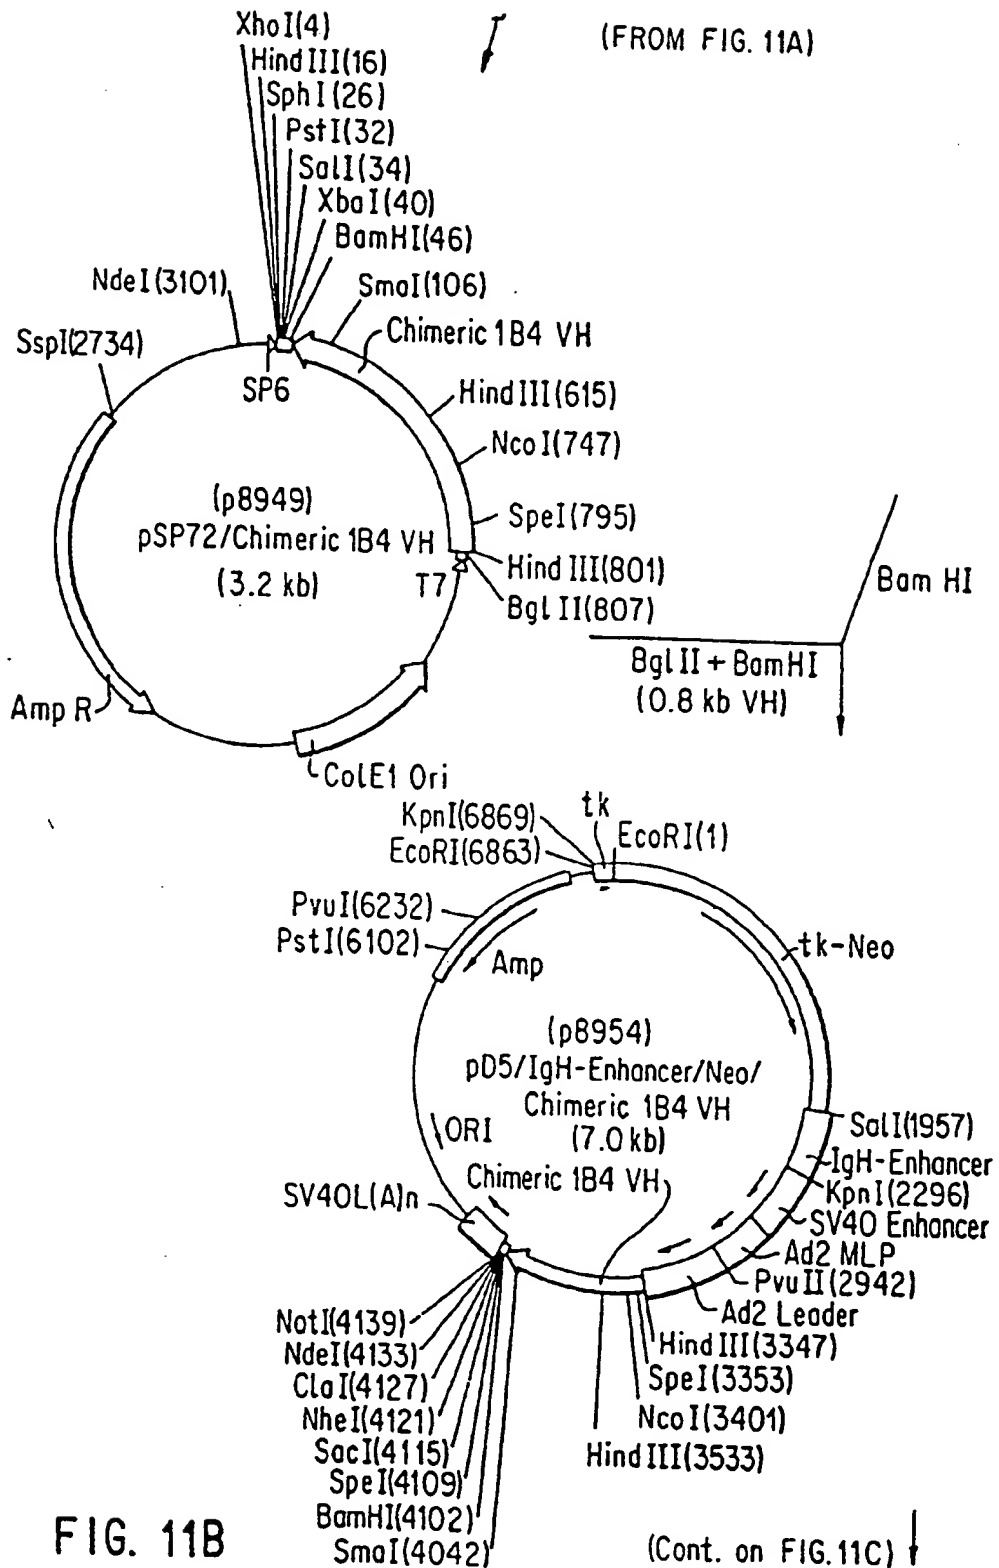 (FROM FIG. 11A)
XhoI(4)
HindIII(16)
SphI(26)
PstI(32)
SalI(34)
XbaI(40)
BamHI(46)
SmaI(106)
NdeI(3101)
Chimeric 1B4 VH
SspI(2734)
SP6
HindIII(615)
NcoI(747)
(p8949)
pSP72/Chimeric 1B4 VH
(3.2 kb)
SpeI(795)
T7
HindIII(801)
BglII(807)
Bam HI
BglII + BamHI
(0.8 kb VH)
Amp R
ColE1 Ori
KpnI(6869)
tk
EcoRI(1)
EcoRI(6863)
PvuI(6232)
PstI(6102)
Amp
tk-Neo
(p8954)
pD5/IgH-Enhancer/Neo/
Chimeric 1B4 VH
(7.0 kb)
ORI
Chimeric 1B4 VH
SalI(1957)
IgH-Enhancer
KpnI(2296)
SV40 Enhancer
Ad2 MLP
PvuII(2942)
Ad2 Leader
SV40L(A)n
HindIII(3347)
SpeI(3353)
NcoI(3401)
HindIII(3533)
NotI(4139)
NdeI(4133)
ClaI(4127)
NheI(4121)
SacI(4115)
SpeI(4109)
BamHI(4102)
SmaI(4042)
FIG. 11B
(Cont. on FIG.11C)